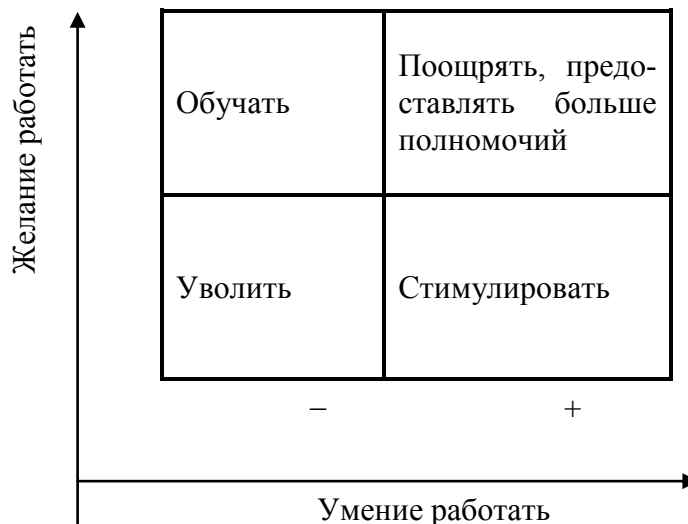 Желание работать
Обучать
Поощрять, предо-
ставлять больше
полномочий
Уволить
Стимулировать
– +
Умение работать